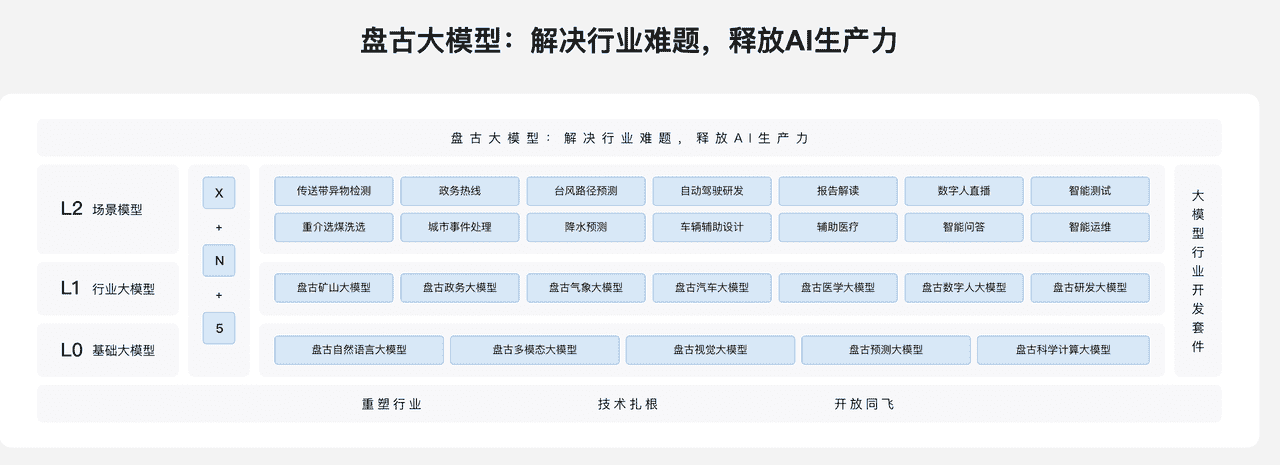 盘古大模型：解决行业难题，释放AI生产力
盘古大模型：解决行业难题，释放AI生产力
L2 场景模型
X
+
N
+
5
传送带异物检测 政务热线 台风路径预测 自动驾驶研发 报告解读 数字人直播 智能测试
重介选煤洗选 城市事件处理 降水预测 车辆辅助设计 辅助医疗 智能问答 智能运维
L1 行业大模型
盘古矿山大模型 盘古政务大模型 盘古气象大模型 盘古汽车大模型 盘古医学大模型 盘古数字人大模型 盘古研发大模型
L0 基础大模型
盘古自然语言大模型 盘古多模态大模型 盘古视觉大模型 盘古预测大模型 盘古科学计算大模型
大模型行业开发套件
重塑行业 技术扎根 开放同飞